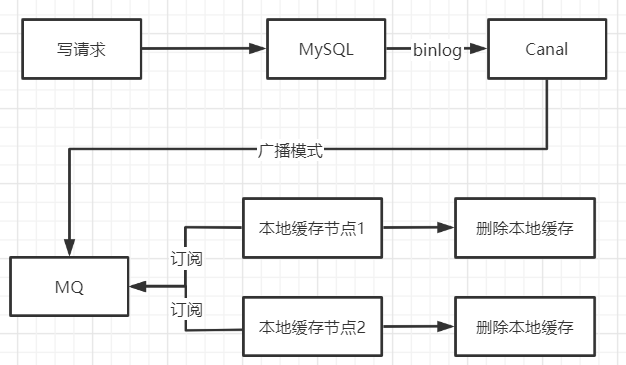 写请求
MySQL
binlog
Canal
广播模式
MQ
订阅
订阅
本地缓存节点1
删除本地缓存
本地缓存节点2
删除本地缓存